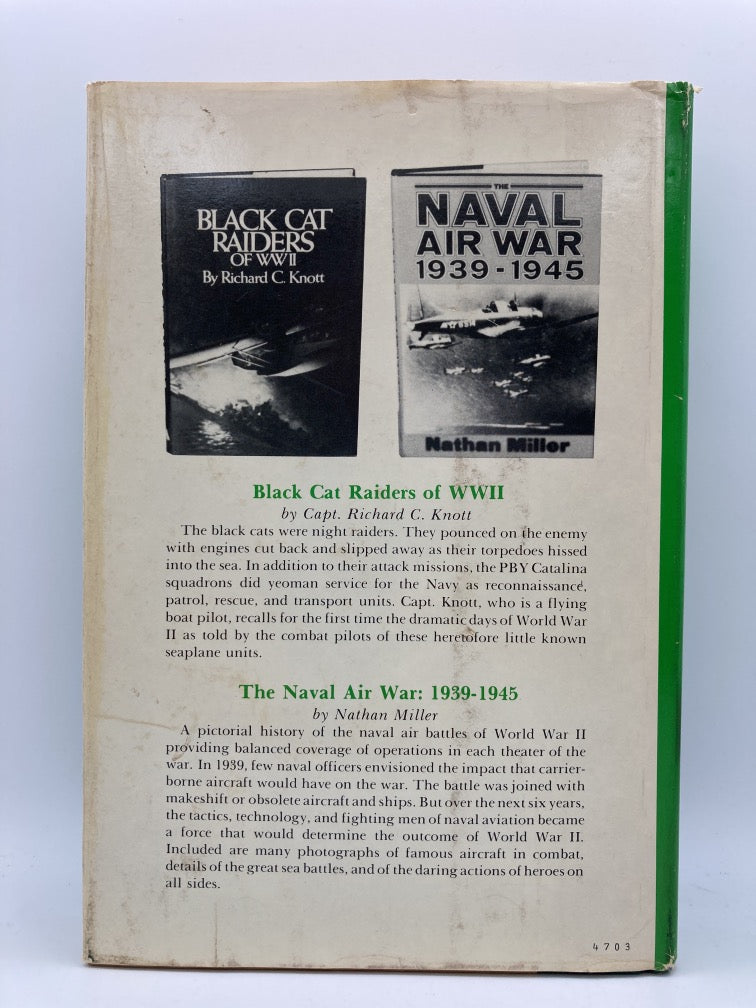 BLACK CAT
RAIDERS
OF WWII
By Richard C. Knott
THE
NAVAL
AIR WAR
1939-1945
Nathan Miller
Black Cat Raiders of WWII
by Capt. Richard C. Knott
The black cats were night raiders. They pounced on the enemy
with engines cut back and slipped away as their torpedoes hissed
into the sea. In addition to their attack missions, the PBY Catalina
squadrons did yeoman service for the Navy as reconnaissance,
patrol, rescue, and transport units. Capt. Knott, who is a flying
boat pilot, recalls for the first time the dramatic days of World War
II as told by the combat pilots of these heretofore little known
seaplane units.
The Naval Air War: 1939-1945
by Nathan Miller
A pictorial history of the naval air battles of World War II
providing balanced coverage of operations in each theater of the
war. In 1939, few naval officers envisioned the impact that carrier-
borne aircraft would have on the war. The battle was joined with
makeshift or obsolete aircraft and ships. But over the next six years,
the tactics, technology, and fighting men of naval aviation became
a force that would determine the outcome of World War II.
Included are many photographs of famous aircraft in combat,
details of the great sea battles, and of the daring actions of heroes on
all sides.
4703